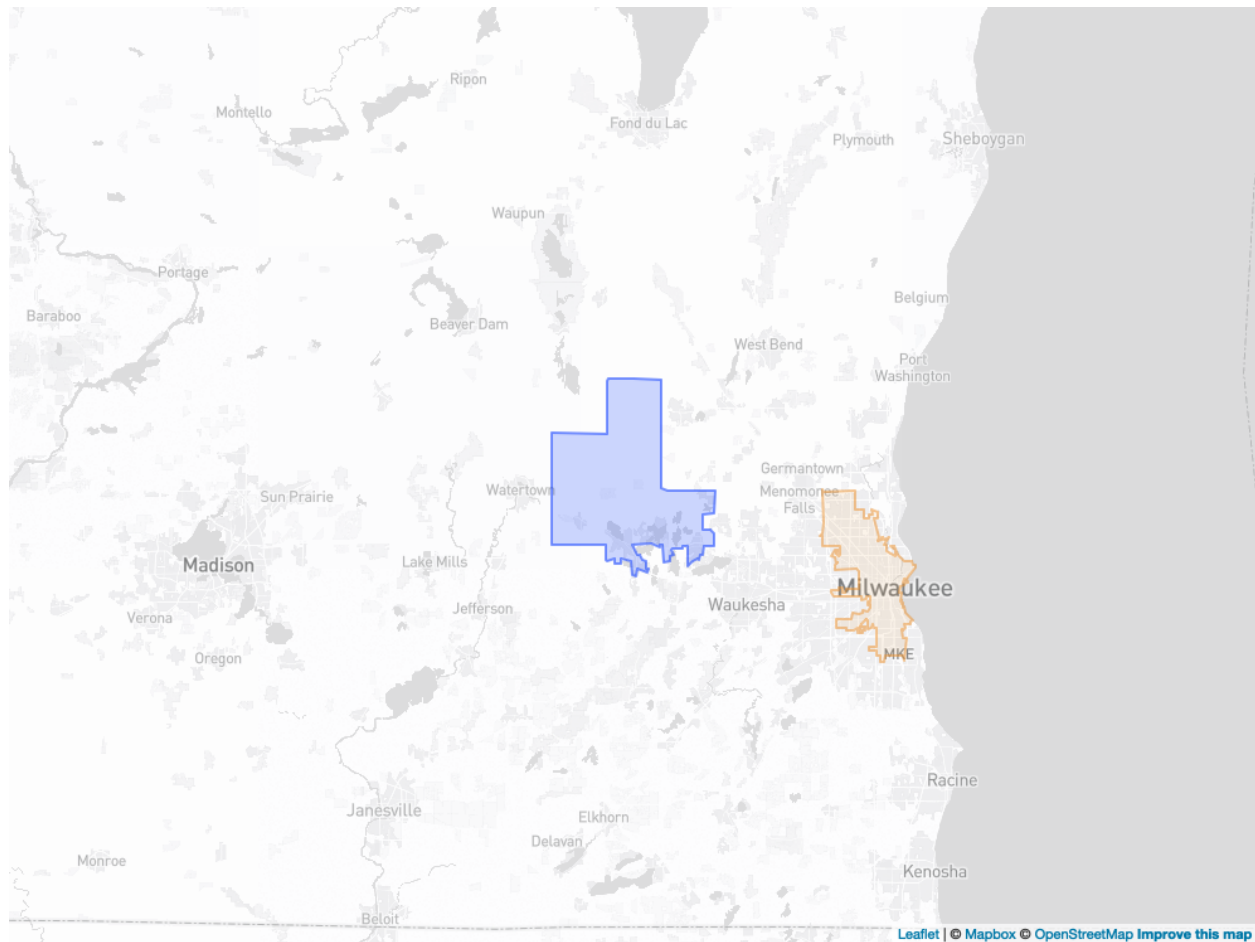 Ripon
Montello
Fond du Lac
Plymouth
Sheboygan
Waupun
Portage
Belgium
Baraboo
Beaver Dam
West Bend
Port
Washington
Germantown
Watertown
Menomonee
Falls
Sun Prairie
Madison
Lake Mills
Milwaukee
Jefferson
Waukesha
Verona
Oregon
MKE
Racine
Janesville
Elkhorn
Delavan
Monroe
Kenosha
Beloit
Leaflet | © Mapbox © OpenStreetMap Improve this map